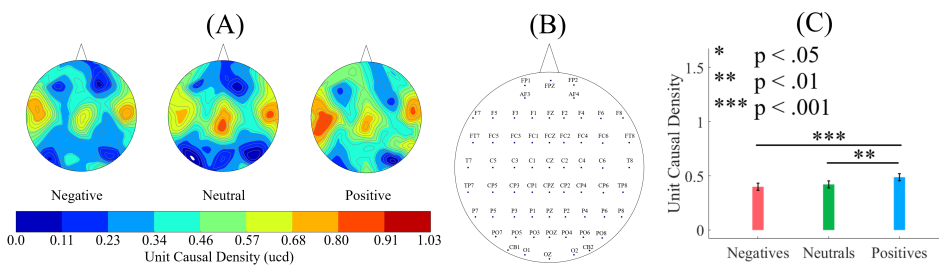 (A)
Negative Neutral Positive
0.0 0.11 0.23 0.34 0.46 0.57 0.68 0.80 0.91 1.03
Unit Causal Density (ucd)
(B)
FP1 FPZ FP2
AF3 AF4
F7 F5 F3 F1 FZ F2 F4 F6 F8
FT7 FC5 FC5 FC1 FCZ FC2 FC4 FC6 FT8
T7 C5 C3 C1 CZ C2 C4 C6 T8
TP7 CP5 CP3 CP1 CPZ CP2 CP4 CP6 TP8
P7 P5 P3 P1 PZ P2 P4 P6 P8
PO7 PO5 PO3 POZ PO4 PO6 PO8
CB1 O1 OZ O2 CB2
(C)
Unit Causal Density
1.5
1
0.5
0
* p < .05
** p < .01
*** p < .001
***
**
Negatives Neutrals Positives